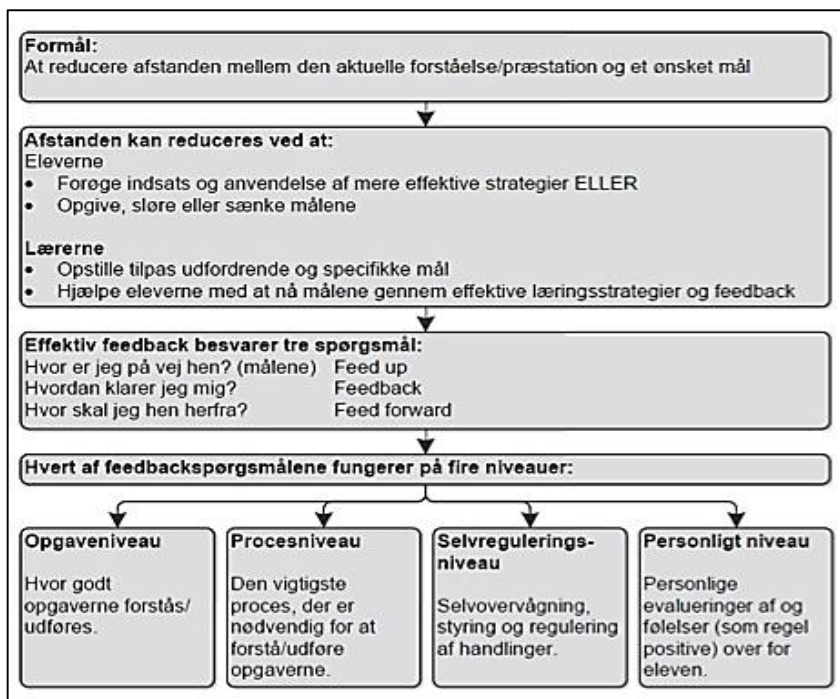 Formål:
At reducere afstanden mellem den aktuelle forståelse/præstation og et ønsket mål
Afstanden kan reduceres ved at:
Eleverne
• Forøge indsats og anvendelse af mere effektive strategier ELLER
• Opgive, sløre eller sænke målene
Lærerne
• Opstille tilpas udfordrende og specifikke mål
• Hjælpe eleverne med at nå målene gennem effektive læringsstrategier og feedback
Effektiv feedback besvarer tre spørgsmål:
Hvor er jeg på vej hen? (målene) Feed up
Hvordan klarer jeg mig? Feedback
Hvor skal jeg hen herfra? Feed forward
Hvert af feedbackspørgsmålene fungerer på fire niveauer:
Opgaveniveau
Hvor godt
opgaverne forstås/
udføres.
Procesniveau
Den vigtigste
proces, der er
nødvendig for at
forstå/udføre
opgaverne.
Selvregulerings-
niveau
Selvovervågning,
styring og regulering
af handlinger.
Personligt niveau
Personlige
evalueringer af og
følelser (som regel
positive) over for
eleven.